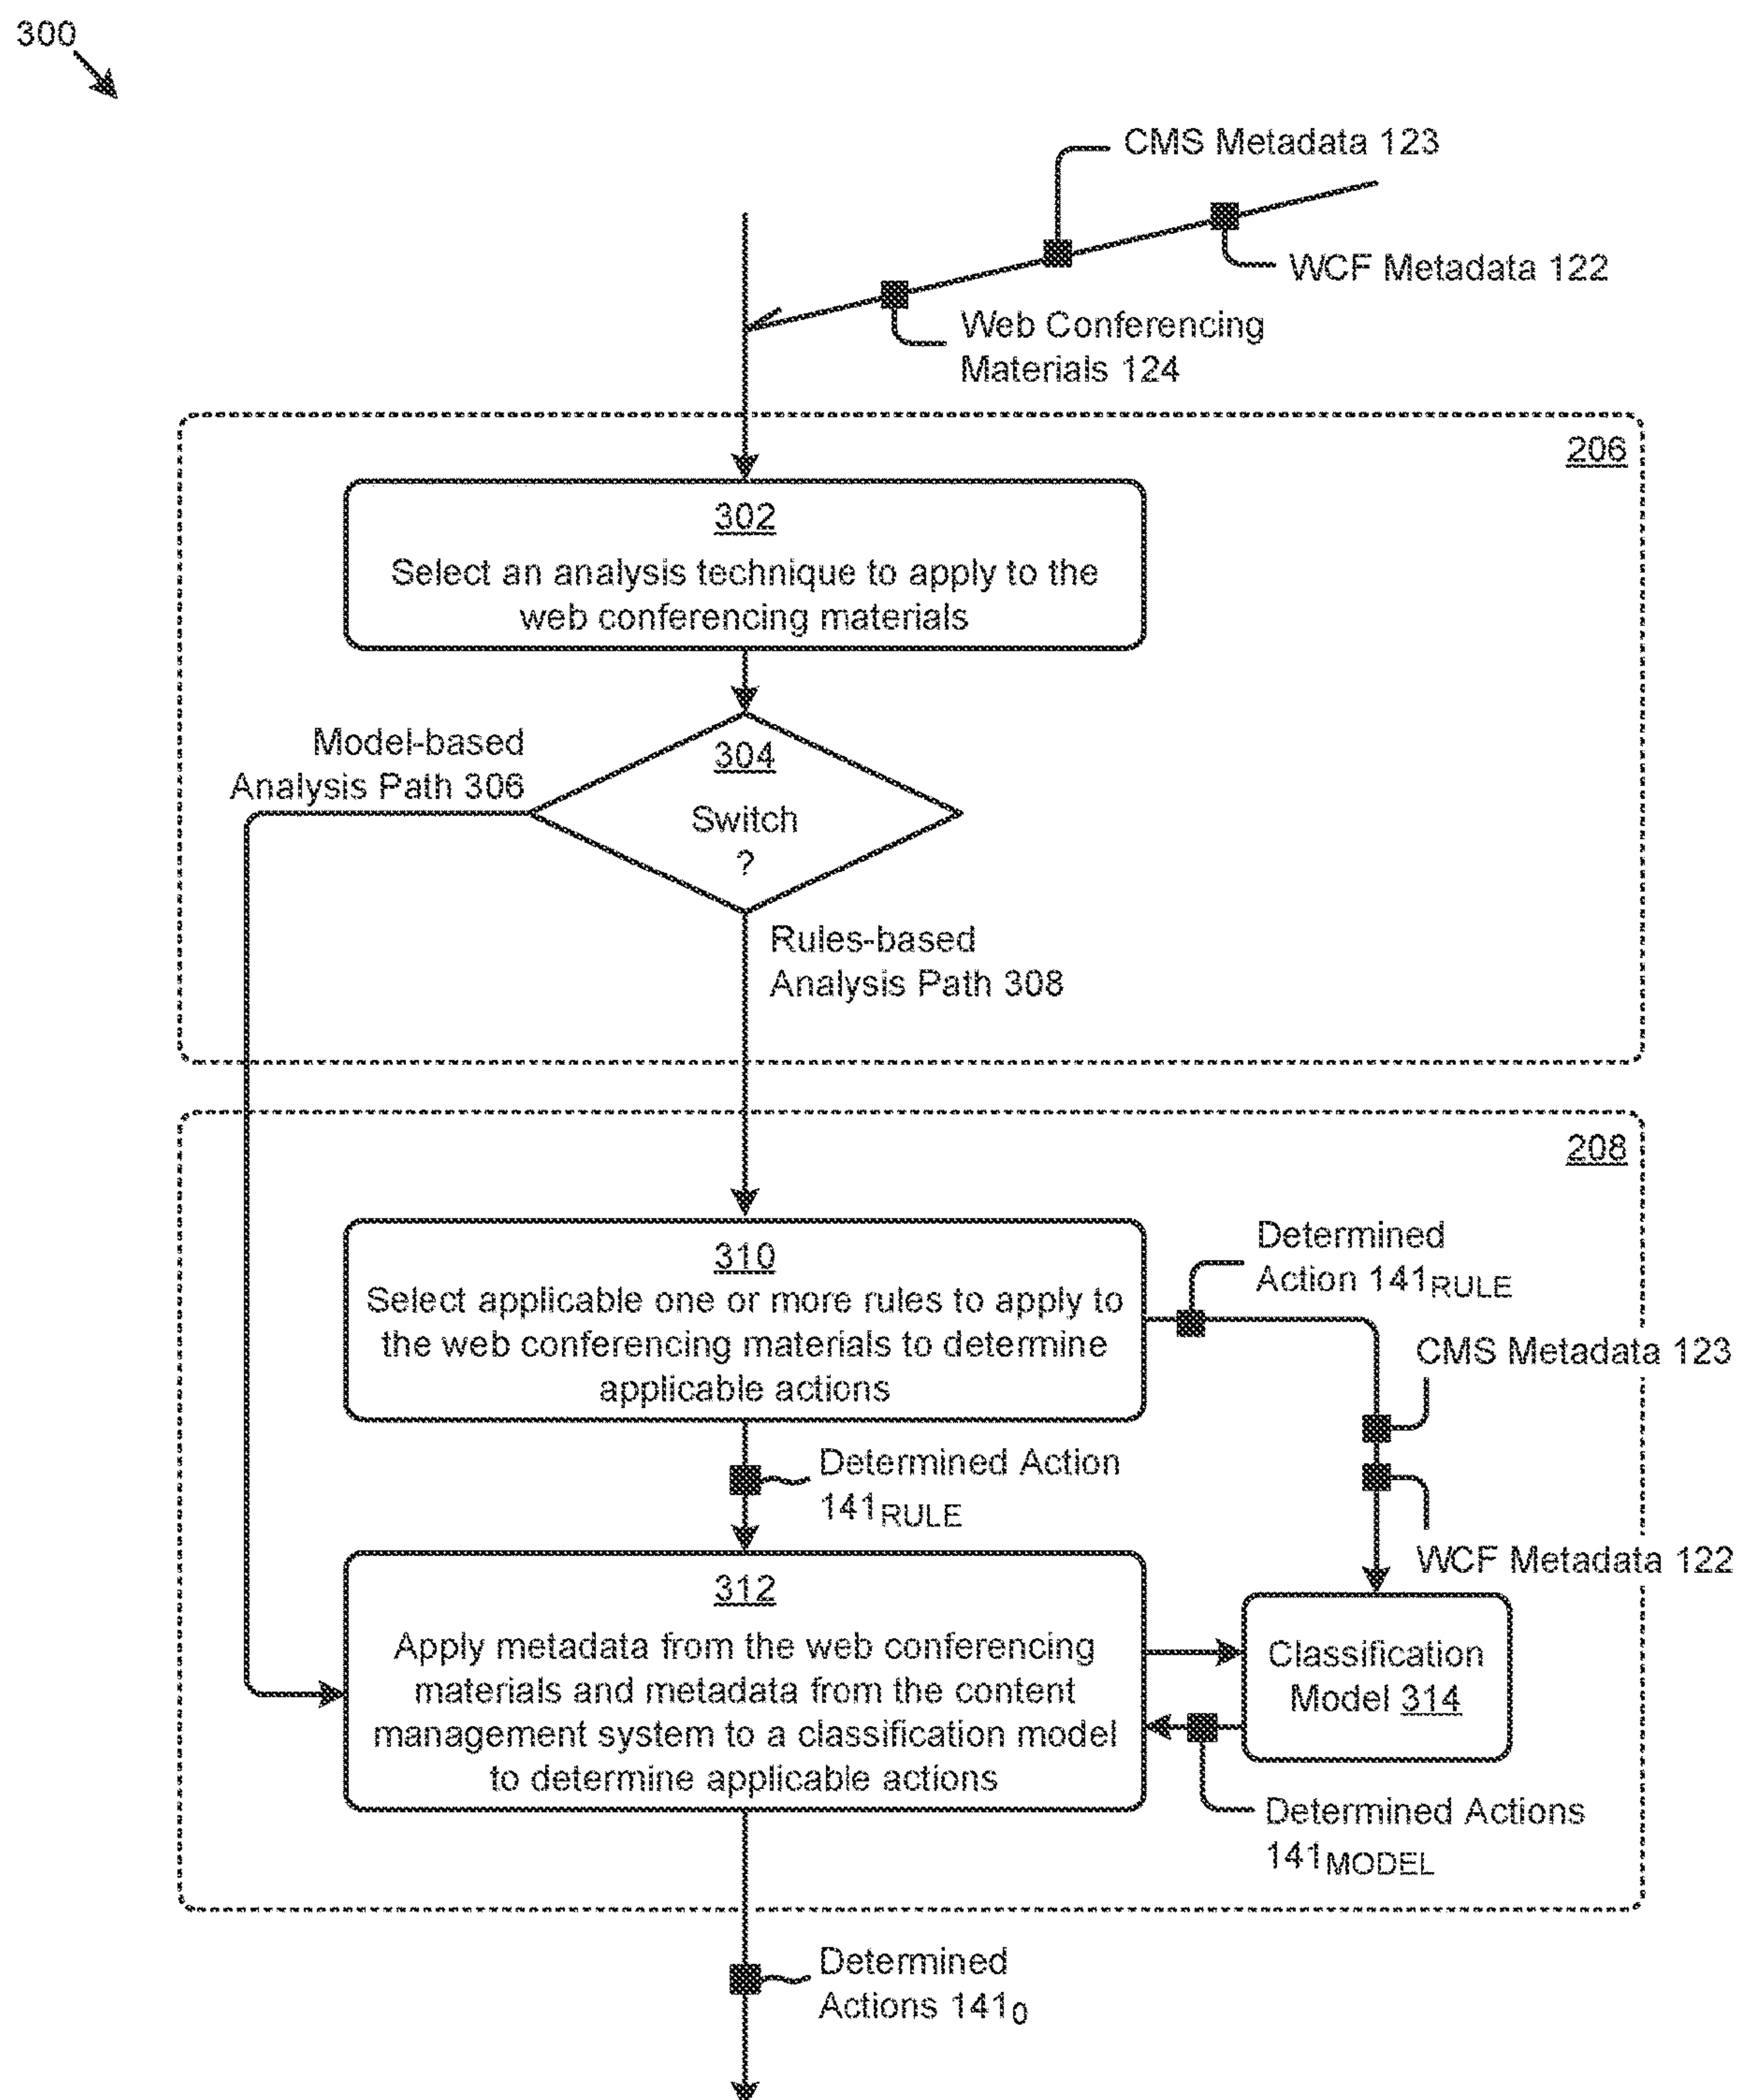 300
CMS Metadata 123
WCF Metadata 122
Web Conferencing
Materials 124
206
302
Select an analysis technique to apply to the
web conferencing materials
Model-based
Analysis Path 306
304
Switch
?
Rules-based
Analysis Path 308
208
310
Select applicable one or more rules to apply to
the web conferencing materials to determine
applicable actions
Determined
Action 141RULE
CMS Metadata 123
WCF Metadata 122
Determined Action
141RULE
312
Apply metadata from the web conferencing
materials and metadata from the content
management system to a classification model
to determine applicable actions
Classification
Model 314
Determined Actions
141MODEL
Determined
Actions 1410